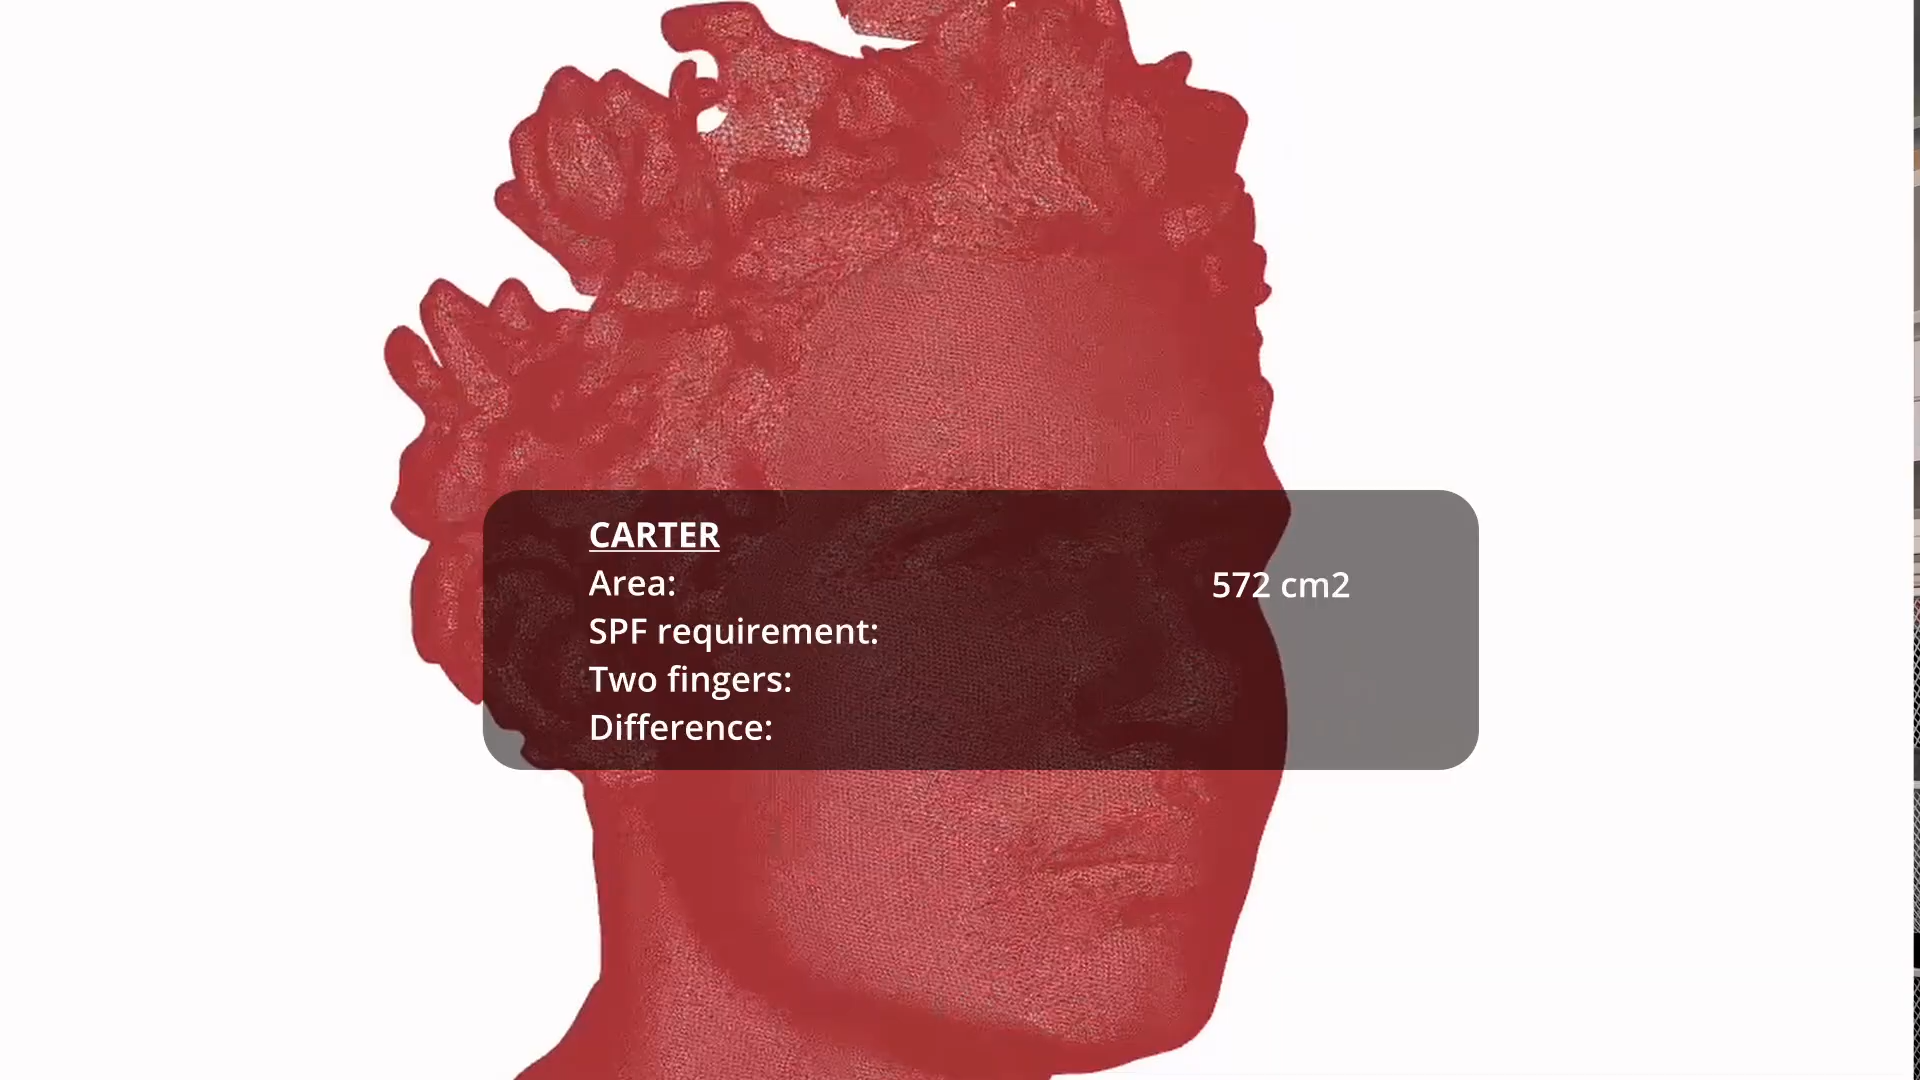 CARTER
Area: 572 cm2
SPF requirement:
Two fingers:
Difference: